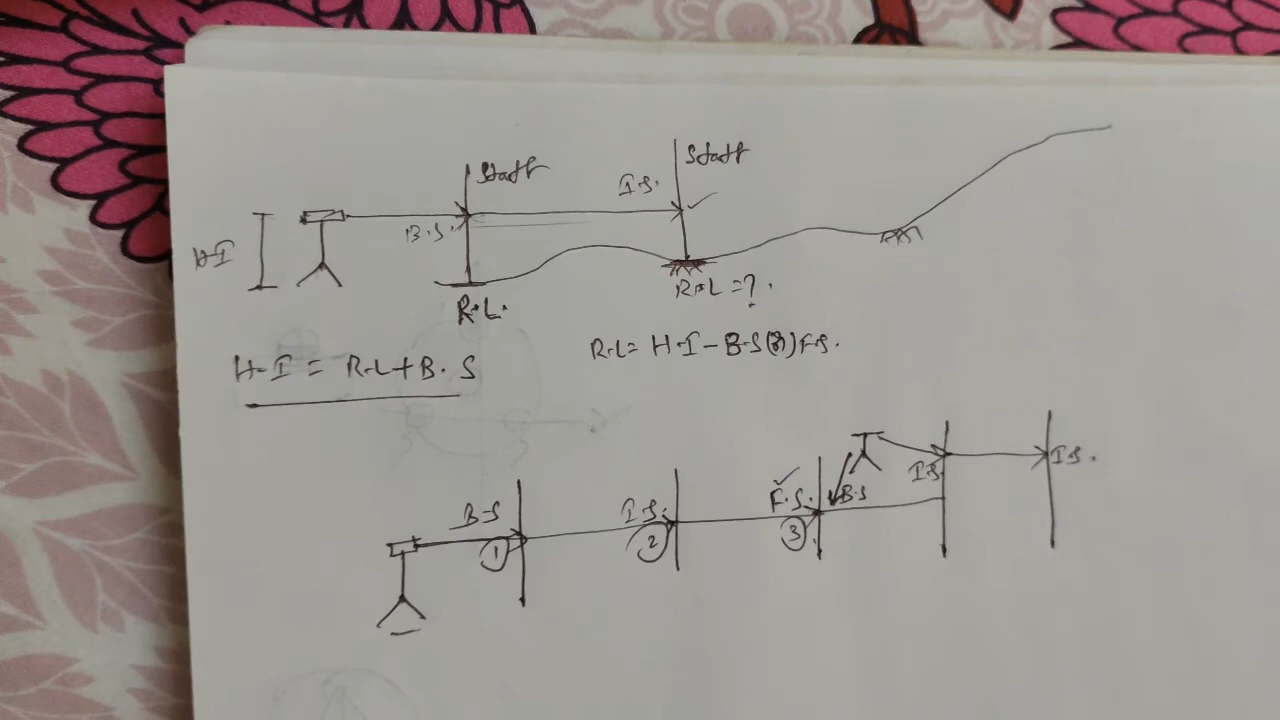 Staff
Staff
I.S.
B.S.
H.I
R.L.
R.L = ?
R.L = H.I - B.S (or) F.S.
H.I = R.L + B.S
I.S.
I.S.
F.S.
B.S
B.S
I.S.
1
2
3